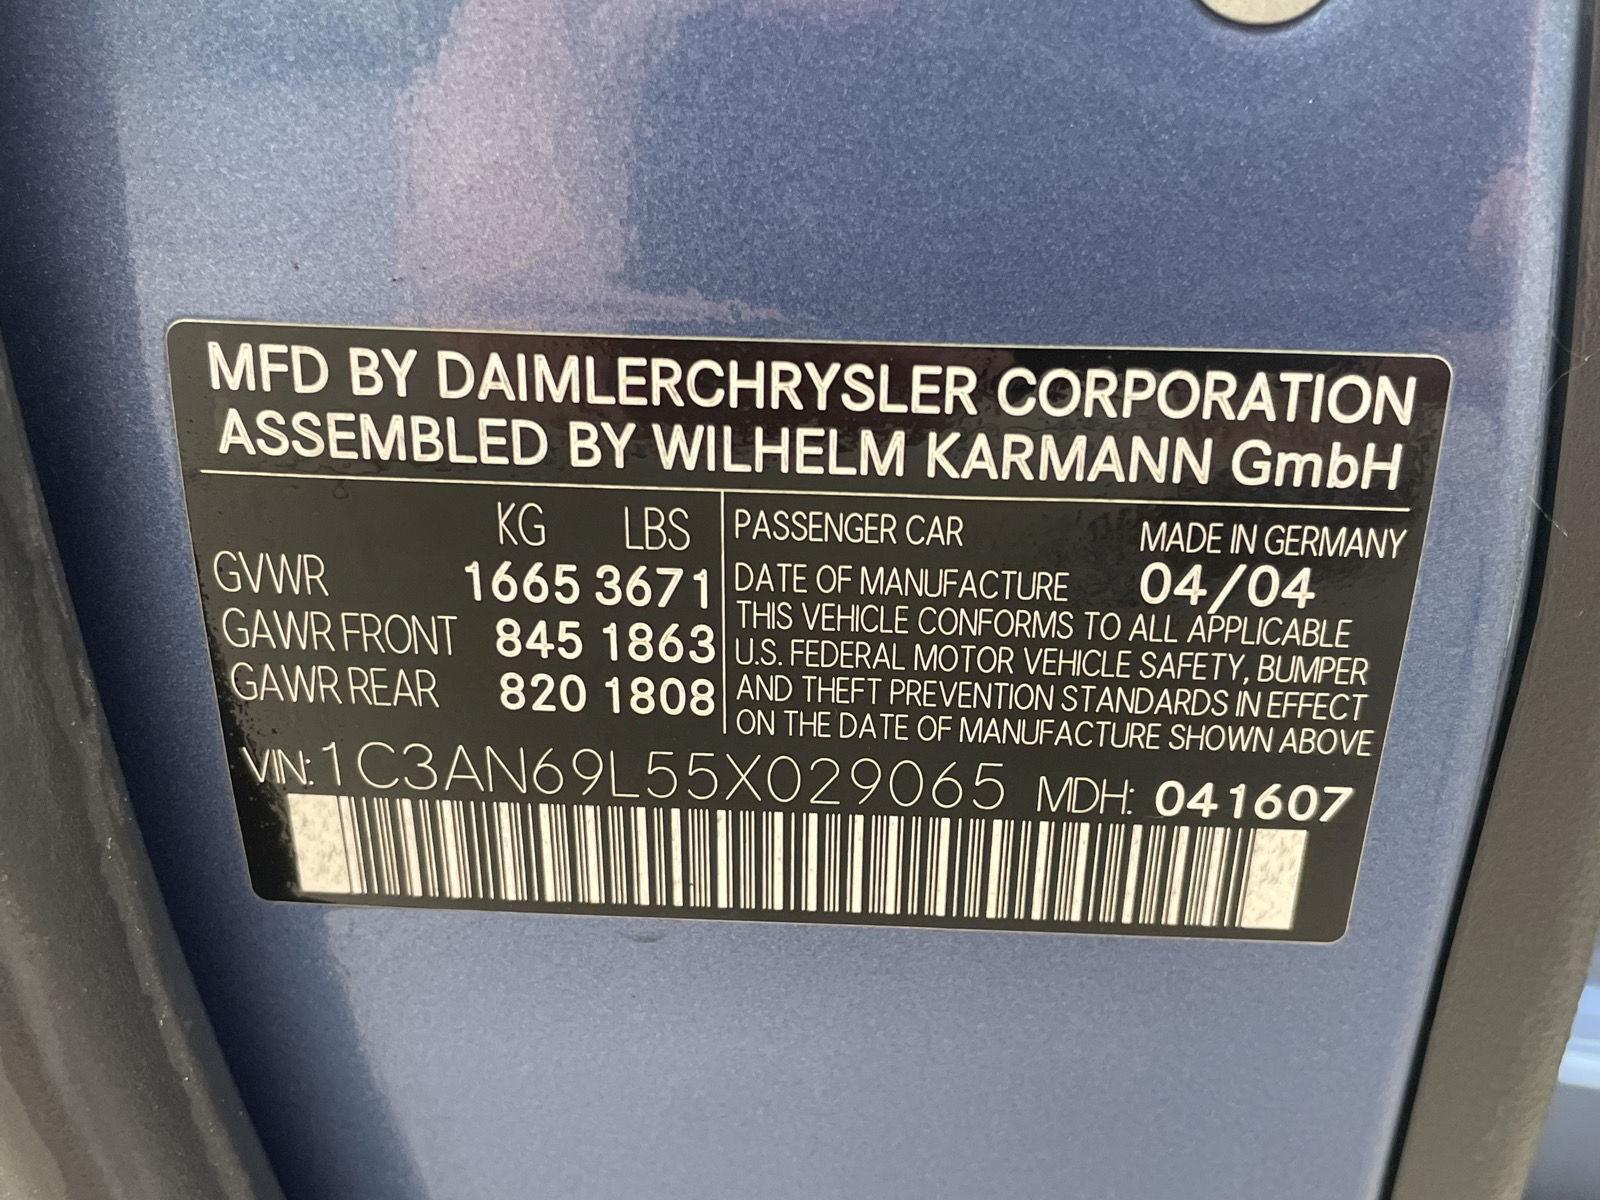 MFD BY DAIMLERCHRYSLER CORPORATION
ASSEMBLED BY WILHELM KARMANN GmbH
KG LBS
GVWR 1665 3671
GAWR FRONT 845 1863
GAWR REAR 820 1808
PASSENGER CAR MADE IN GERMANY
DATE OF MANUFACTURE 04/04
THIS VEHICLE CONFORMS TO ALL APPLICABLE
U.S. FEDERAL MOTOR VEHICLE SAFETY, BUMPER
AND THEFT PREVENTION STANDARDS IN EFFECT
ON THE DATE OF MANUFACTURE SHOWN ABOVE
VIN: 1C3AN69L55X029065 MDH: 041607